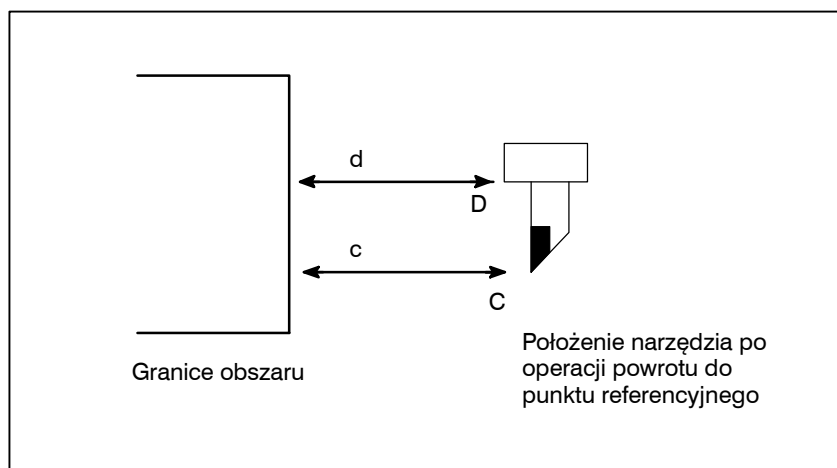 d
D
c
C
Granice obszaru
Położenie narzędzia po
operacji powrotu do
punktu referencyjnego